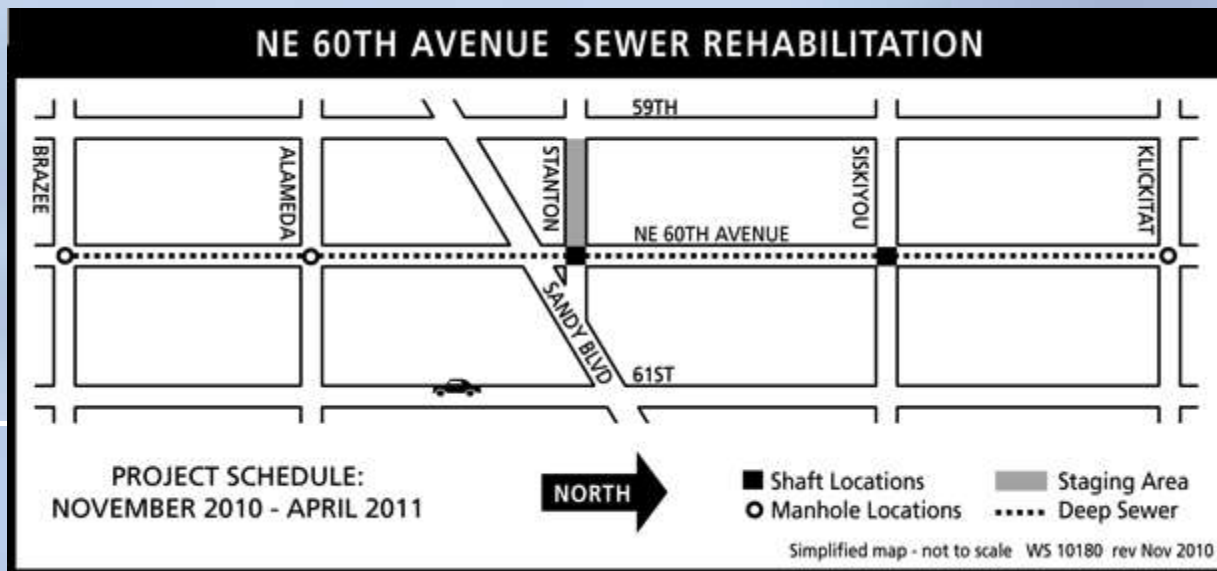 NE 60TH AVENUE SEWER REHABILITATION
59TH
BRAZEE
ALAMEDA
STANTON
SISKIYOU
KLICKITAT
NE 60TH AVENUE
SANDY BLVD
61ST
PROJECT SCHEDULE:
NOVEMBER 2010 - APRIL 2011
NORTH
Shaft Locations
Manhole Locations
Staging Area
Deep Sewer
Simplified map - not to scale WS 10180 rev Nov 2010